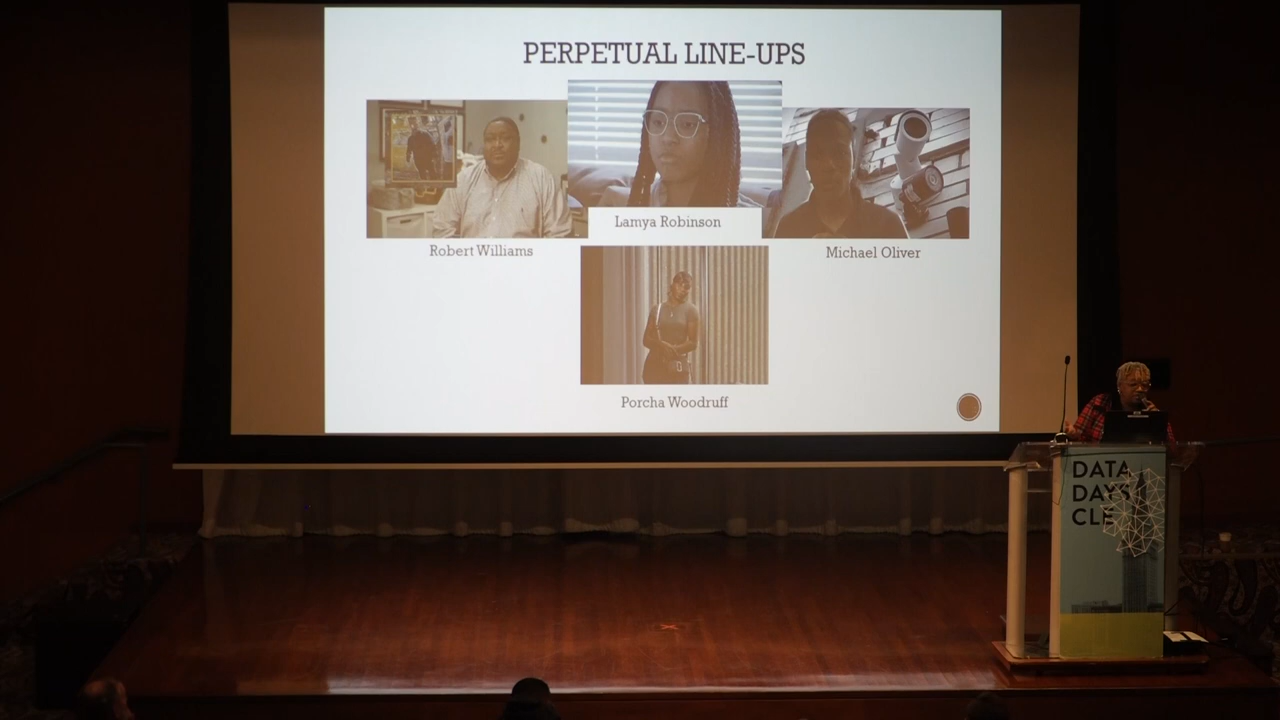 PERPETUAL LINE-UPS
Lamya Robinson
Robert Williams
Michael Oliver
Porcha Woodruff
DATA
DAYS
CLE